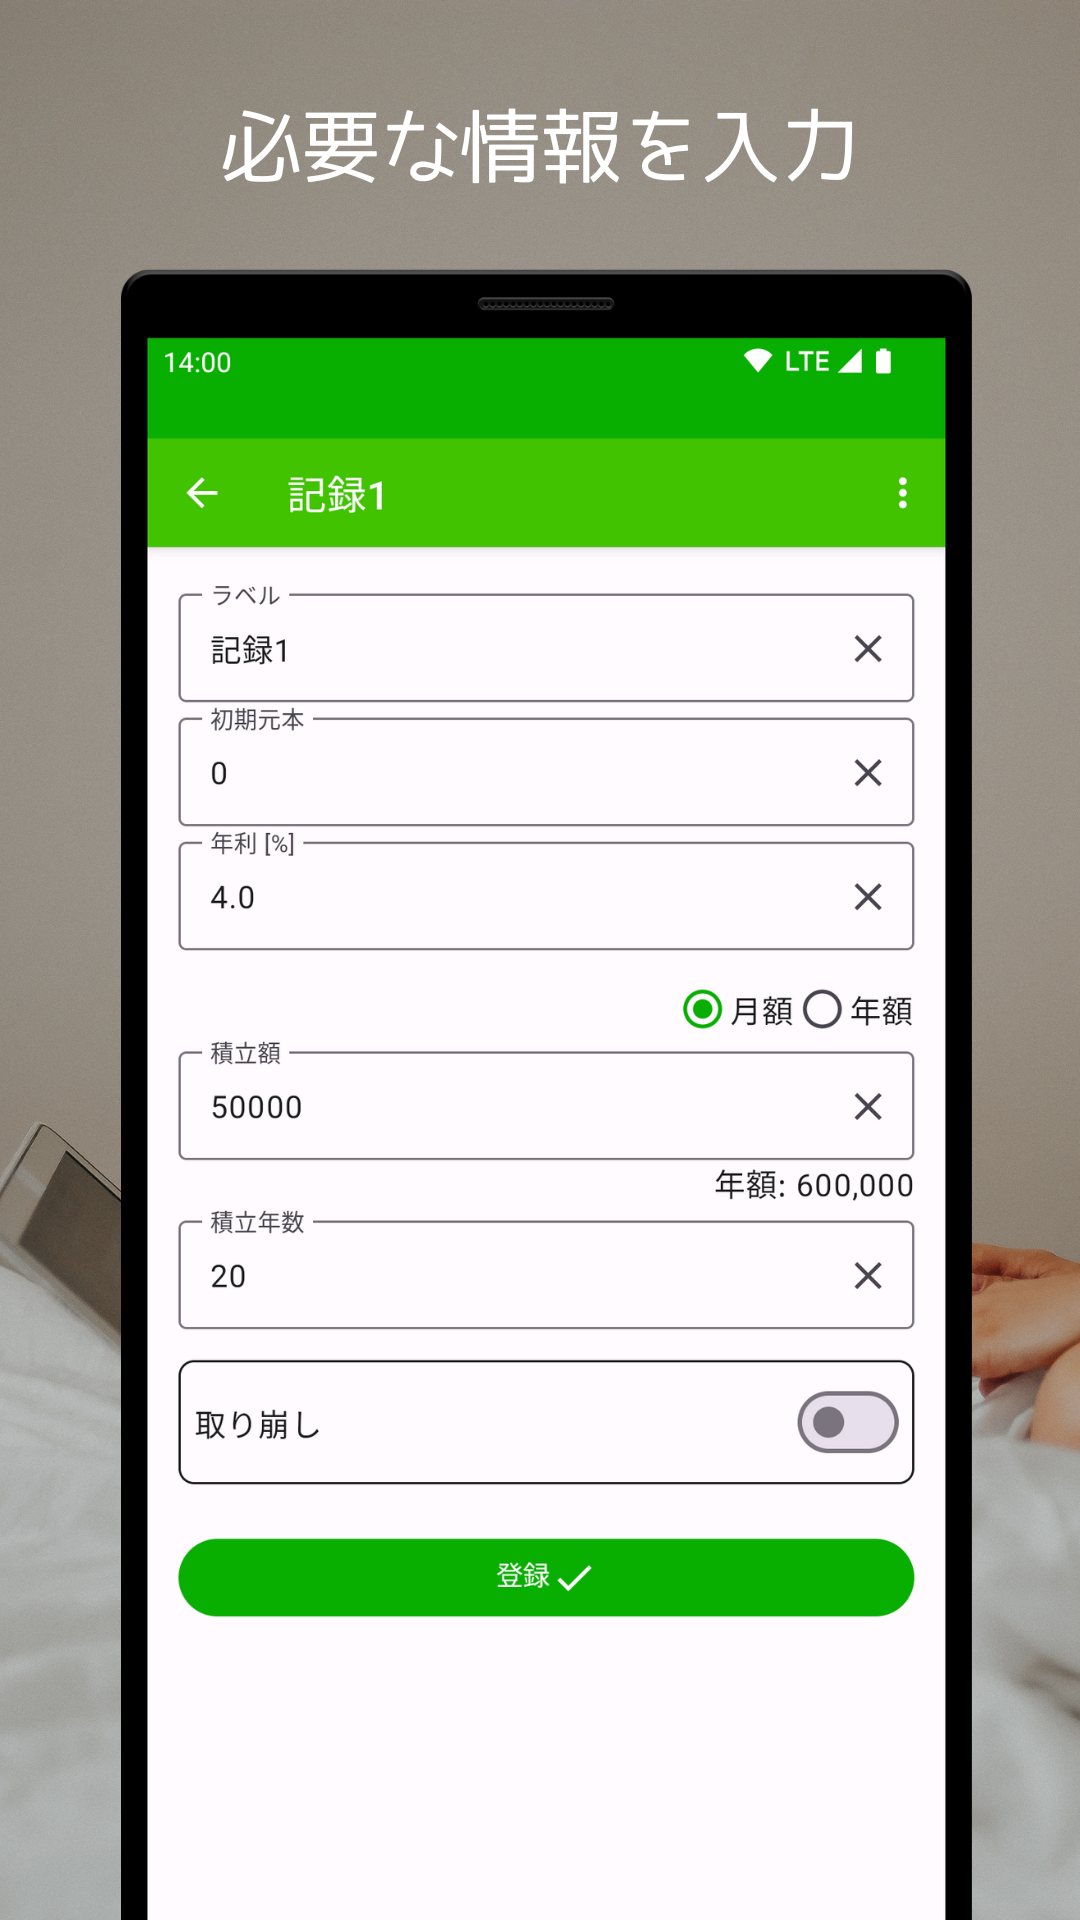 必要な情報を入力
14:00 LTE
記録1
ラベル
記録1
初期元本
0
年利 [%]
4.0
月額 年額
積立額
50000
年額: 600,000
積立年数
20
取り崩し
登録